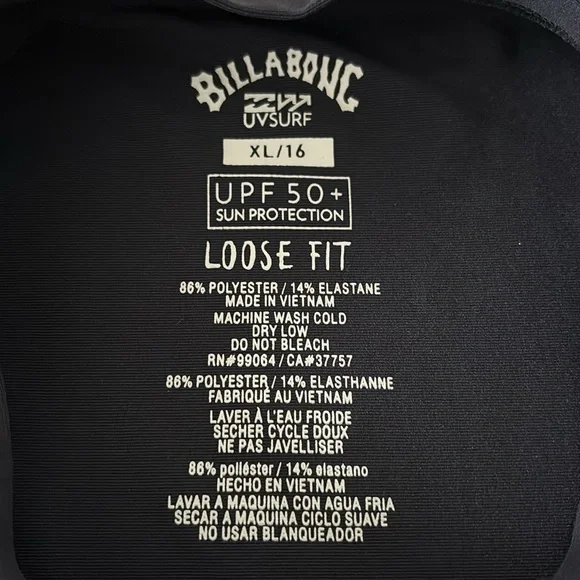 BILLABONG
UVSURF
XL/16
UPF 50+
SUN PROTECTION
LOOSE FIT
86% POLYESTER / 14% ELASTANE
MADE IN VIETNAM
MACHINE WASH COLD
DRY LOW
DO NOT BLEACH
RN#99064 / CA#37757
86% POLYESTER / 14% ELASTHANNE
FABRIQUÉ AU VIETNAM
LAVER À L'EAU FROIDE
SECHER CYCLE DOUX
NE PAS JAVELLISER
86% poliéster / 14% elastano
HECHO EN VIETNAM
LAVAR A MAQUINA CON AGUA FRIA
SECAR A MAQUINA CICLO SUAVE
NO USAR BLANQUEADOR